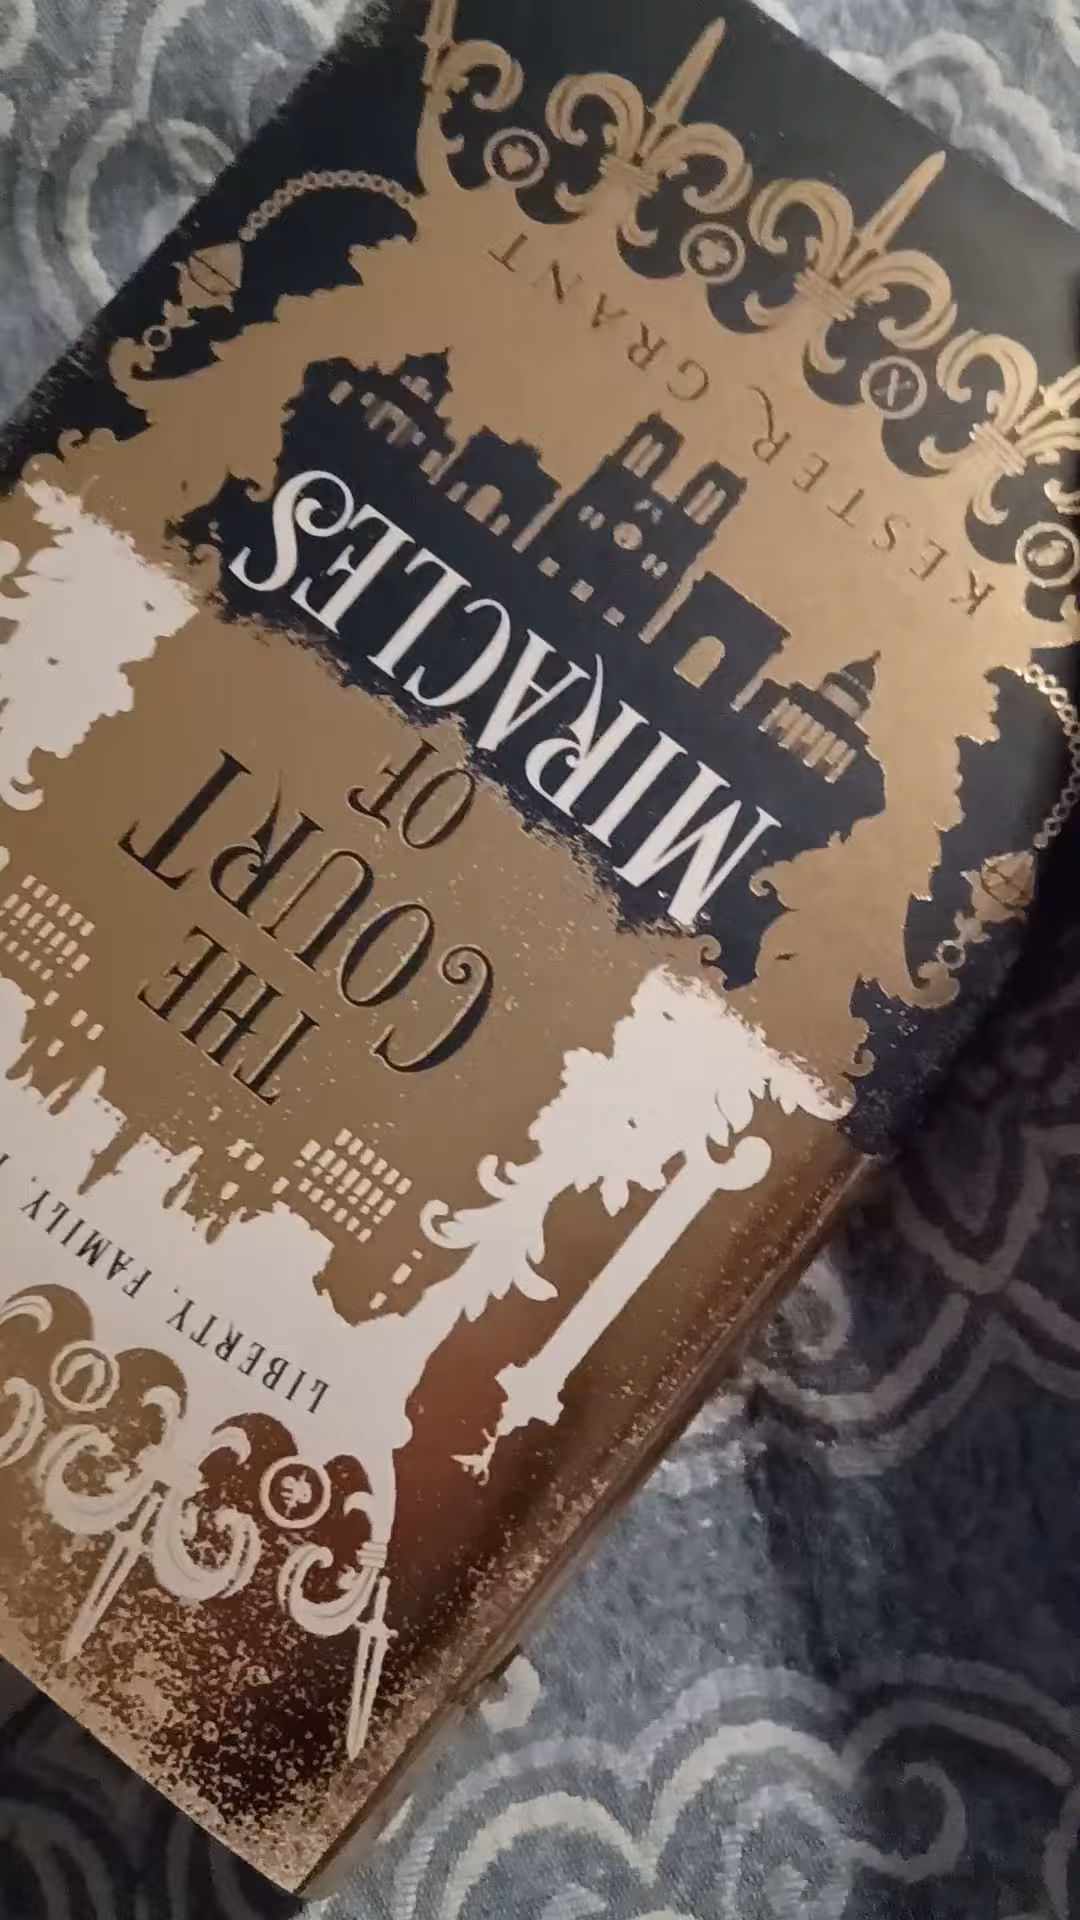 LIBERTY. FAMILY.
THE
COURT
OF
MIRACLES
KESTER GRANT